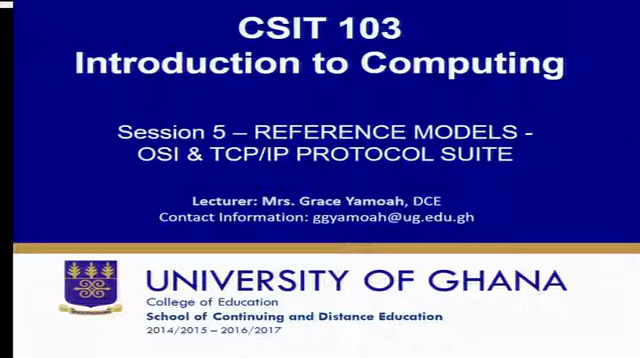 CSIT 103
Introduction to Computing
Session 5 – REFERENCE MODELS -
OSI & TCP/IP PROTOCOL SUITE
Lecturer: Mrs. Grace Yamoah, DCE
Contact Information: ggyamoah@ug.edu.gh
UNIVERSITY OF GHANA
College of Education
School of Continuing and Distance Education
2014/2015 – 2016/2017